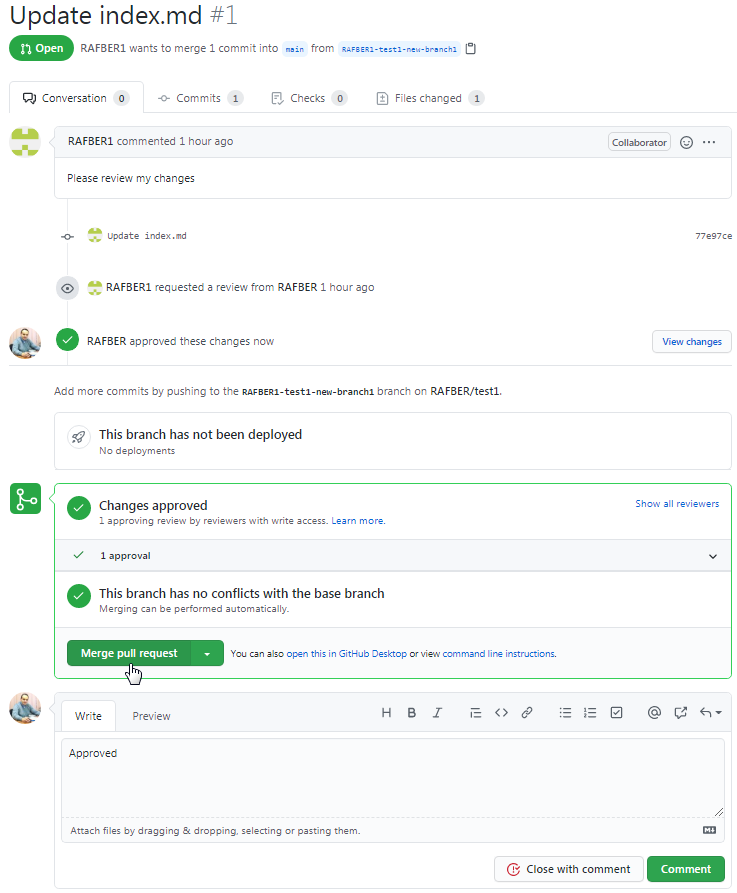 Update index.md #1
Open RAFBER1 wants to merge 1 commit into main from RAFBER1-test1-new-branch1
Conversation 0 Commits 1 Checks 0 Files changed 1
RAFBER1 commented 1 hour ago Collaborator
Please review my changes
Update index.md 77e97ce
RAFBER1 requested a review from RAFBER 1 hour ago
RAFBER approved these changes now View changes
Add more commits by pushing to the RAFBER1-test1-new-branch1 branch on RAFBER/test1.
This branch has not been deployed
No deployments
Changes approved Show all reviewers
1 approving review by reviewers with write access. Learn more.
1 approval
This branch has no conflicts with the base branch
Merging can be performed automatically.
Merge pull request You can also open this in GitHub Desktop or view command line instructions.
Write Preview H B I
Approved
Attach files by dragging & dropping, selecting or pasting them.
Close with comment Comment